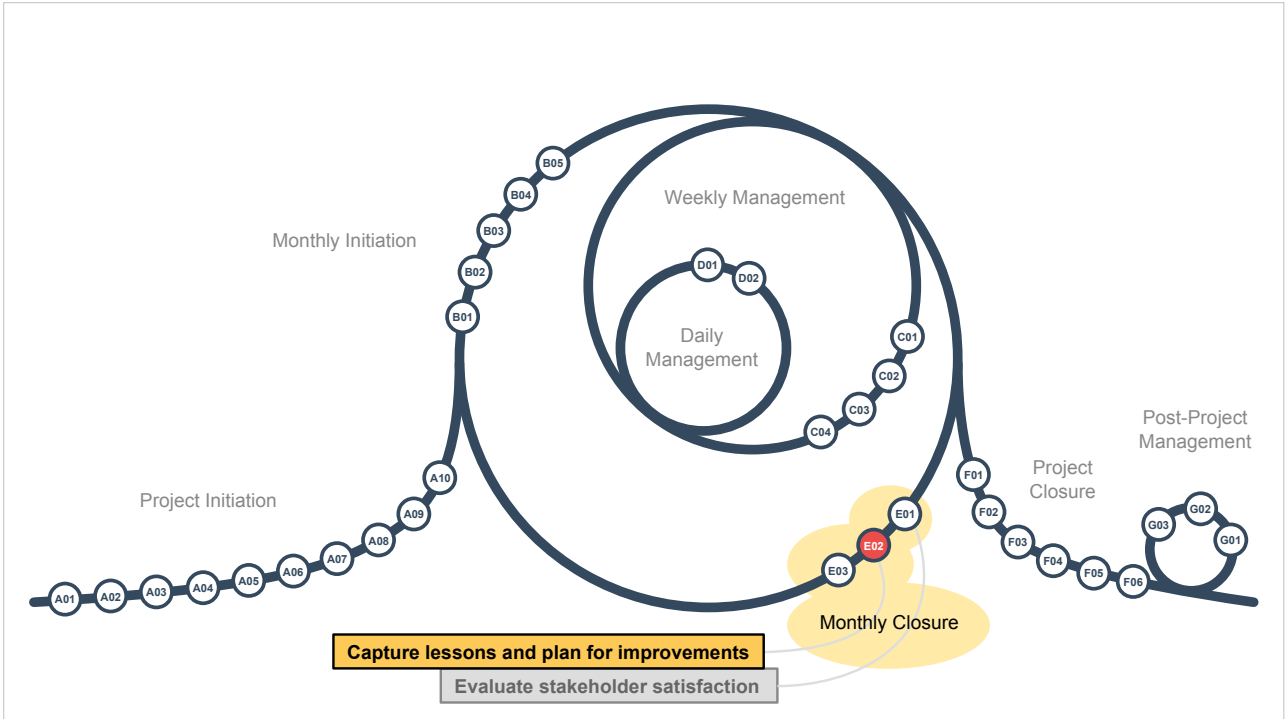 B05
B04
Weekly Management
B03
Monthly Initiation
D01
B02
D02
B01
C01
Daily
Management
C02
C03
Post-Project
Management
C04
A10
F01
Project
Closure
Project Initiation
A09
E01
F02
G02
G03
A08
E02
F03
G01
A07
E03
F04
A06
F05
A05
F06
A04
A03
A02
A01
Monthly Closure
Capture lessons and plan for improvements
Evaluate stakeholder satisfaction